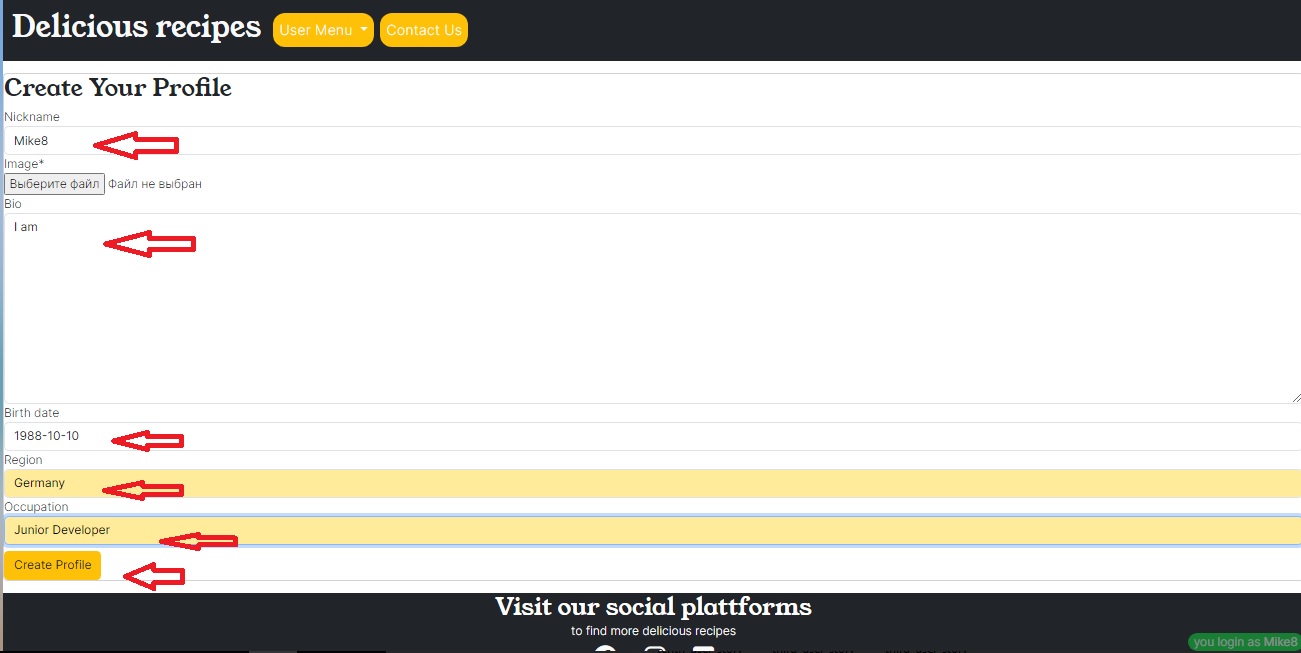 Delicious recipes User Menu Contact Us
Create Your Profile
Nickname
Mike8
Image*
Выберите файл Файл не выбран
Bio
I am
Birth date
1988-10-10
Region
Germany
Occupation
Junior Developer
Create Profile
Visit our social plattforms
to find more delicious recipes
you login as Mike8